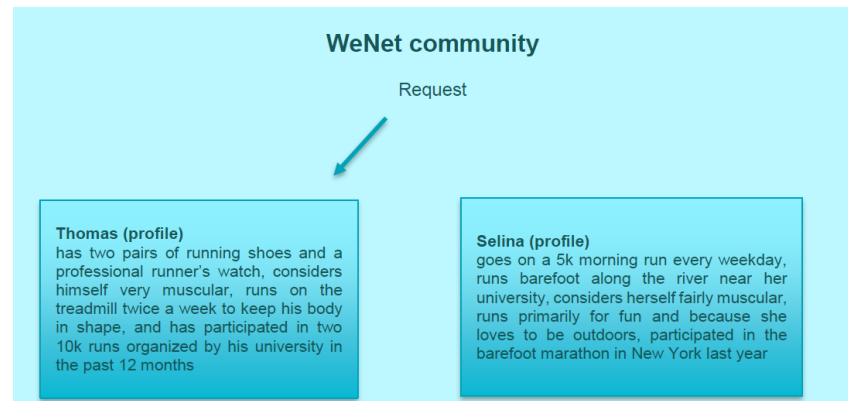 WeNet community
Request
Thomas (profile)
has two pairs of running shoes and a
professional runner's watch, considers
himself very muscular, runs on the
treadmill twice a week to keep his body
in shape, and has participated in two
10k runs organized by his university in
the past 12 months
Selina (profile)
goes on a 5k morning run every weekday,
runs barefoot along the river near her
university, considers herself fairly muscular,
runs primarily for fun and because she
loves to be outdoors, participated in the
barefoot marathon in New York last year